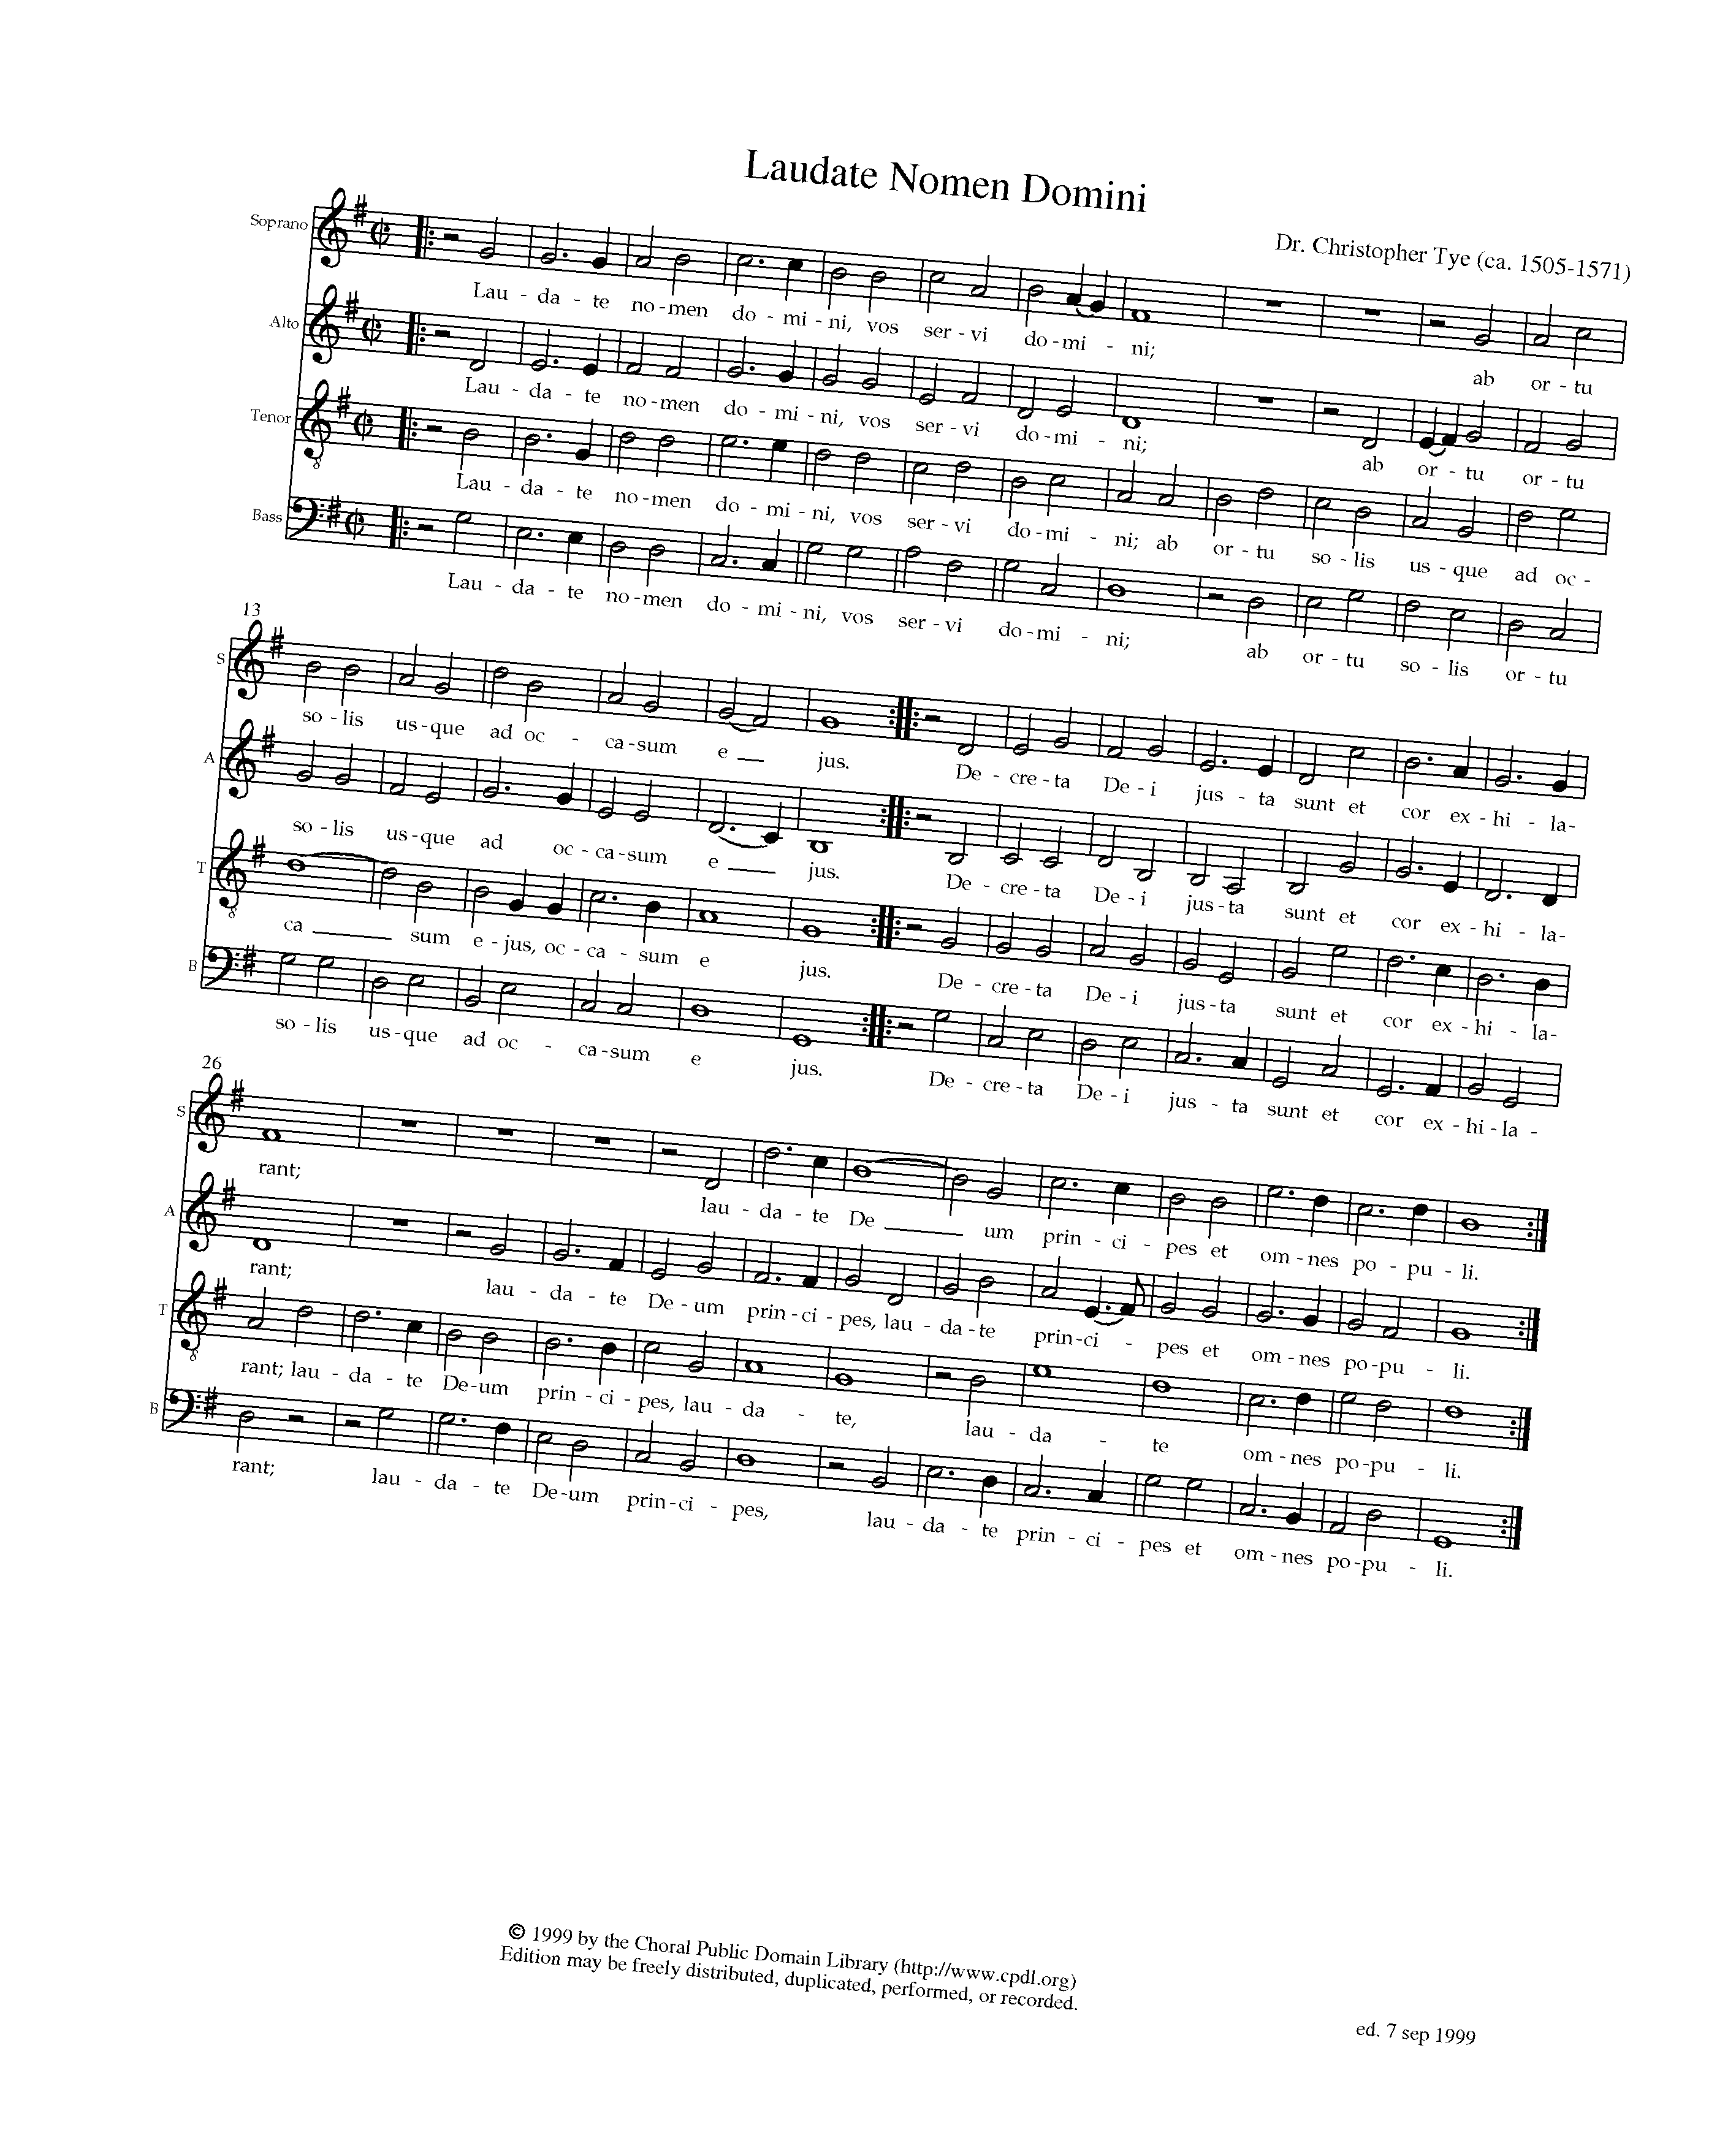 Laudate Nomen Domini
Dr. Christopher Tye (ca. 1505-1571)
Soprano
Lau - da - te no - men do - mi - ni, vos ser - vi do - mi - ni; ab or - tu
Alto
Lau - da - te no - men do - mi - ni, vos ser - vi do - mi - ni; ab or - tu or - tu
Tenor
8
Lau - da - te no - men do - mi - ni, vos ser - vi do - mi - ni; ab or - tu so - lis us - que ad oc -
Bass
Lau - da - te no - men do - mi - ni, vos ser - vi do - mi - ni; ab or - tu so - lis or - tu
13
S
so - lis us - que ad oc - ca - sum e jus. De - cre - ta De - i jus - ta sunt et cor ex - hi - la-
A
so - lis us - que ad oc - ca - sum e jus. De - cre - ta De - i jus - ta sunt et cor ex - hi - la-
T
8
ca sum e - jus, oc - ca - sum e jus. De - cre - ta De - i jus - ta sunt et cor ex - hi - la-
B
so - lis us - que ad oc - ca - sum e jus. De - cre - ta De - i jus - ta sunt et cor ex - hi - la -
26
S
rant; lau - da - te De um prin - ci - pes et om - nes po - pu - li.
A
rant; lau - da - te De - um prin - ci - pes, lau - da - te prin - ci - pes et om - nes po - pu - li.
T
8
rant; lau - da - te De - um prin - ci - pes, lau - da - te, lau - da - te om - nes po - pu - li.
B
rant; lau - da - te De - um prin - ci - pes, lau - da - te prin - ci - pes et om - nes po - pu - li.
© 1999 by the Choral Public Domain Library (http://www.cpdl.org)
Edition may be freely distributed, duplicated, performed, or recorded.
ed. 7 sep 1999